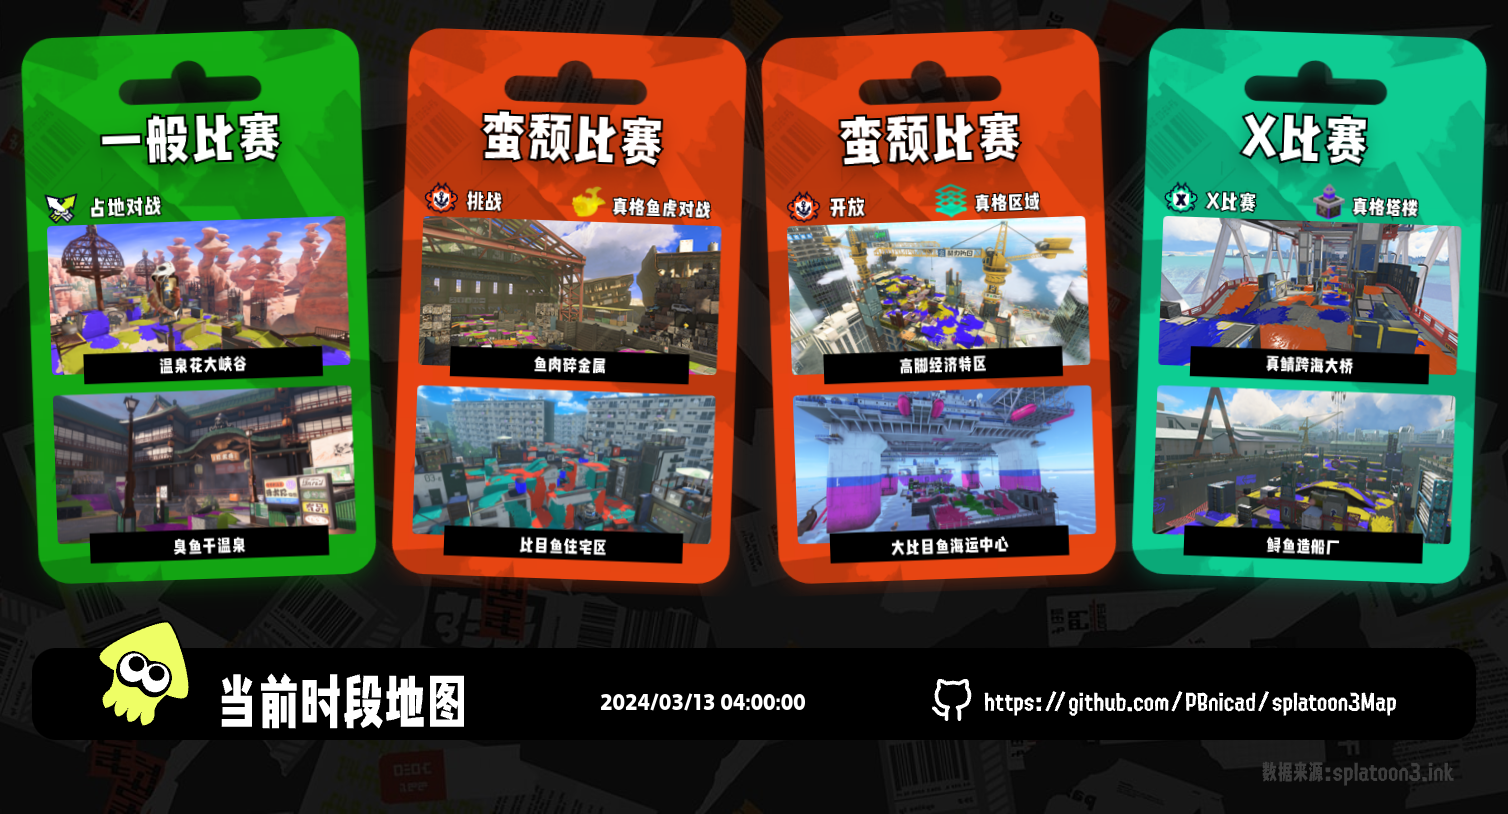 一般比赛
占地对战
温泉花大峡谷
臭鱼干温泉
蛮颓比赛
挑战
真格鱼虎对战
鱼肉碎金属
比目鱼住宅区
蛮颓比赛
开放
真格区域
高脚经济特区
大比目鱼海运中心
X比赛
X比赛
真格塔楼
真鲭跨海大桥
鲟鱼造船厂
当前时段地图
2024/03/13 04:00:00
https://github.com/PBnicad/splatoon3Map
数据来源:splatoon3.ink